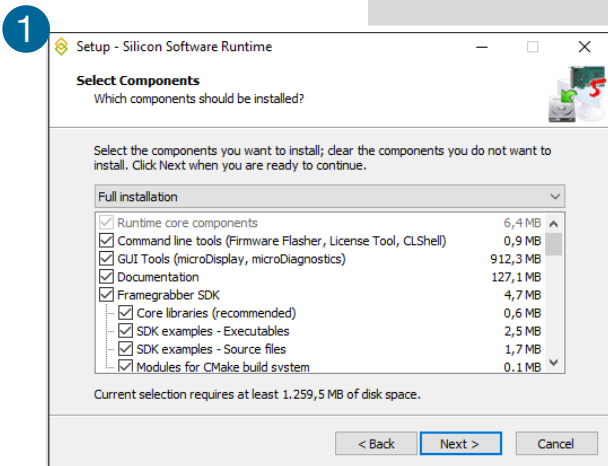 1
Setup - Silicon Software Runtime
Select Components
Which components should be installed?
Select the components you want to install; clear the components you do not want to
install. Click Next when you are ready to continue.
Full installation
Runtime core components 6,4 MB
Command line tools (Firmware Flasher, License Tool, CLShell) 0,9 MB
GUI Tools (microDisplay, microDiagnostics) 912,3 MB
Documentation 127,1 MB
Framegrabber SDK 4,7 MB
Core libraries (recommended) 0,6 MB
SDK examples - Executables 2,5 MB
SDK examples - Source files 1,7 MB
Modules for CMake build system 0,1 MB
Current selection requires at least 1.259,5 MB of disk space.
< Back Next > Cancel